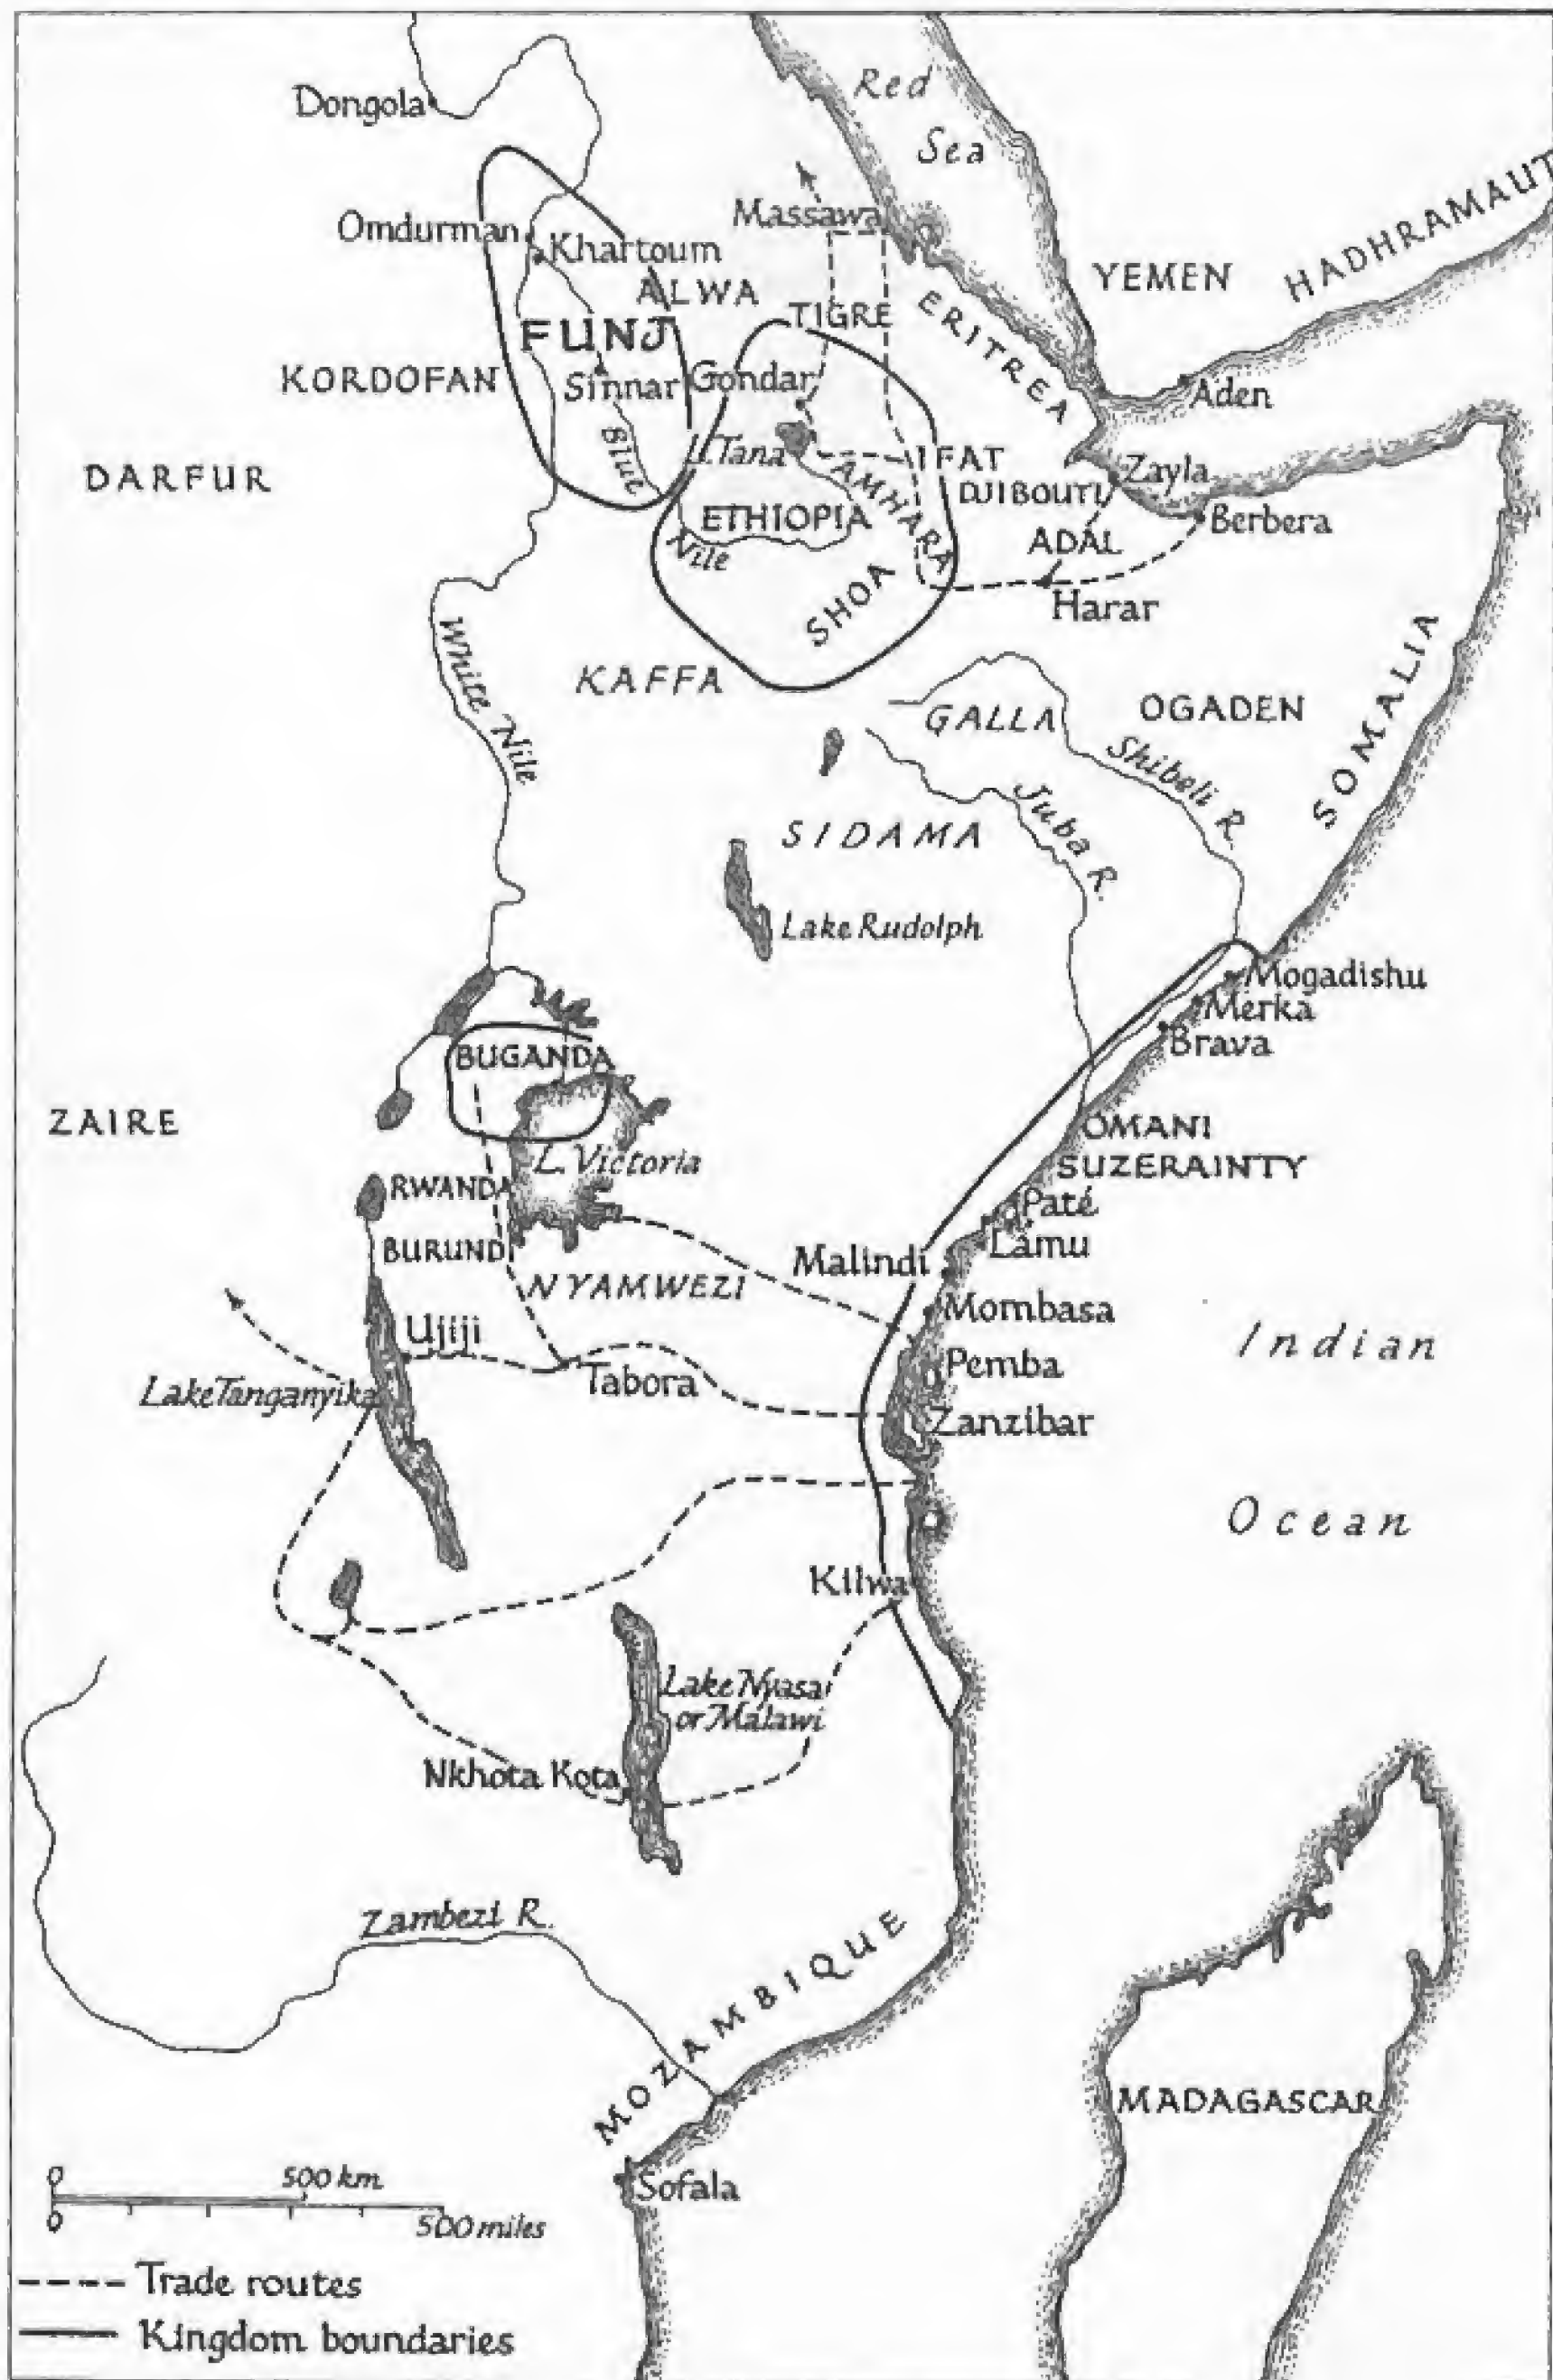 Red
Sea
Dongola
HADHRAMAUT
Massawa
Omdurman
Khartoum
YEMEN
ALWA
TIGRE
ERITREA
FUNJ
KORDOFAN
Sinnar
Gondar
Aden
Blue
L. Tana
IFAT
DARFUR
AMHARA
DJIBOUTI
Zayla
ETHIOPIA
Berbera
Nile
ADAL
SHOA
Harar
White Nile
KAFFA
GALLA
OGADEN
SOMALIA
Shibeli R.
Juba R.
SIDAMA
Lake Rudolph
Mogadishu
Merka
Brava
BUGANDA
ZAIRE
OMANI
SUZERAINTY
L. Victoria
RWANDA
Paté
Lamu
BURUNDI
Malindi
NYAMWEZI
Mombasa
Ujiji
Indian
Pemba
Tabora
Lake Tanganyika
Zanzibar
Ocean
Kilwa
Lake Nyasa
or Malawi
Nkhota Kota
Zambezi R.
MOZAMBIQUE
MADAGASCAR
Sofala
0 500 km
0 500 miles
Trade routes
Kingdom boundaries